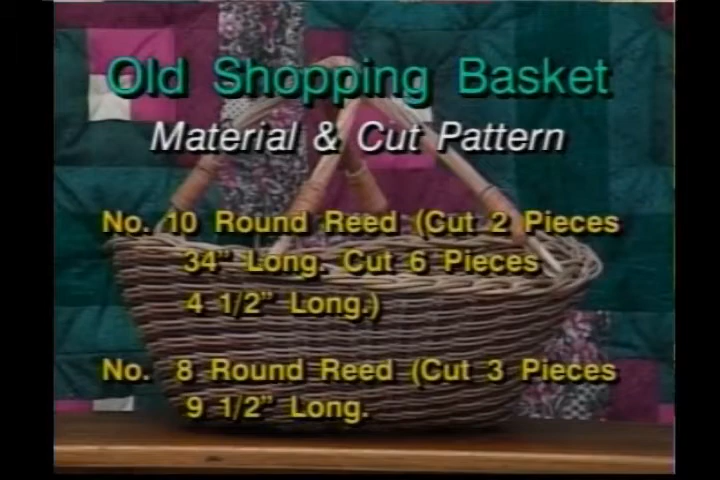 Old Shopping Basket
Material & Cut Pattern
No. 10 Round Reed (Cut 2 Pieces
34" Long. Cut 6 Pieces
4 1/2" Long.)
No. 8 Round Reed (Cut 3 Pieces
9 1/2" Long.